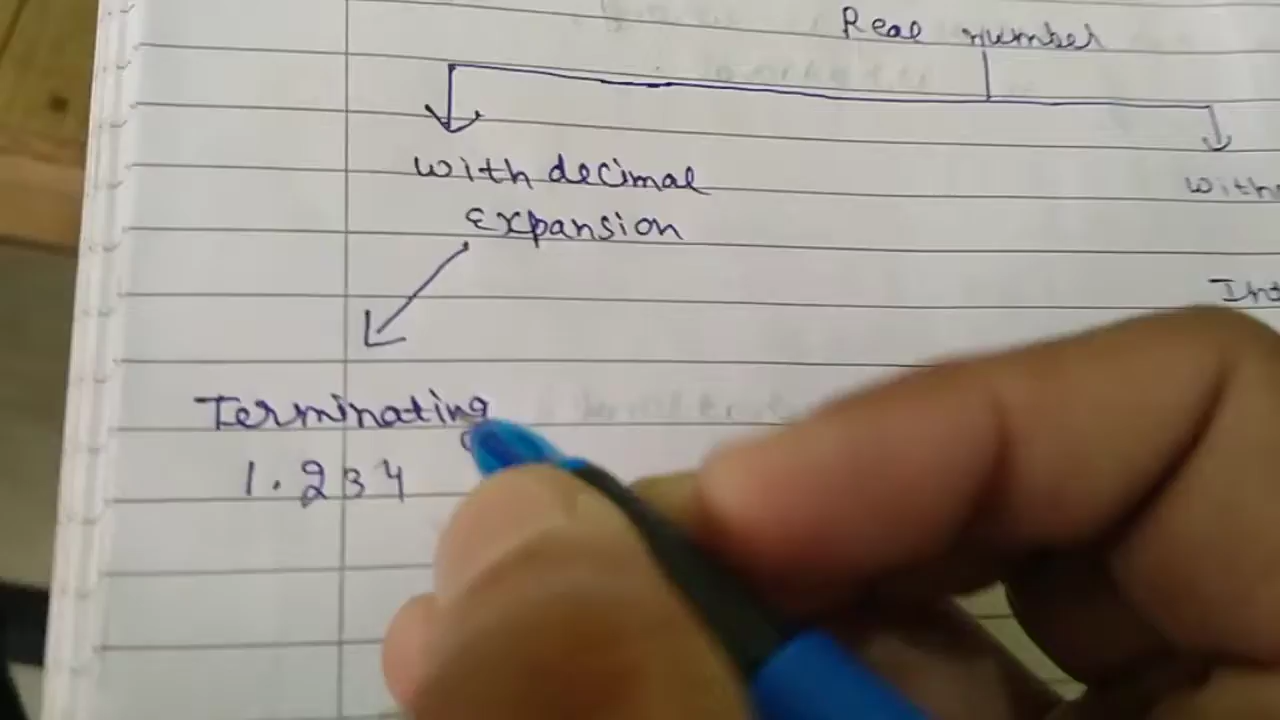 Real number
With decimal
Expansion
Terminating
1.234